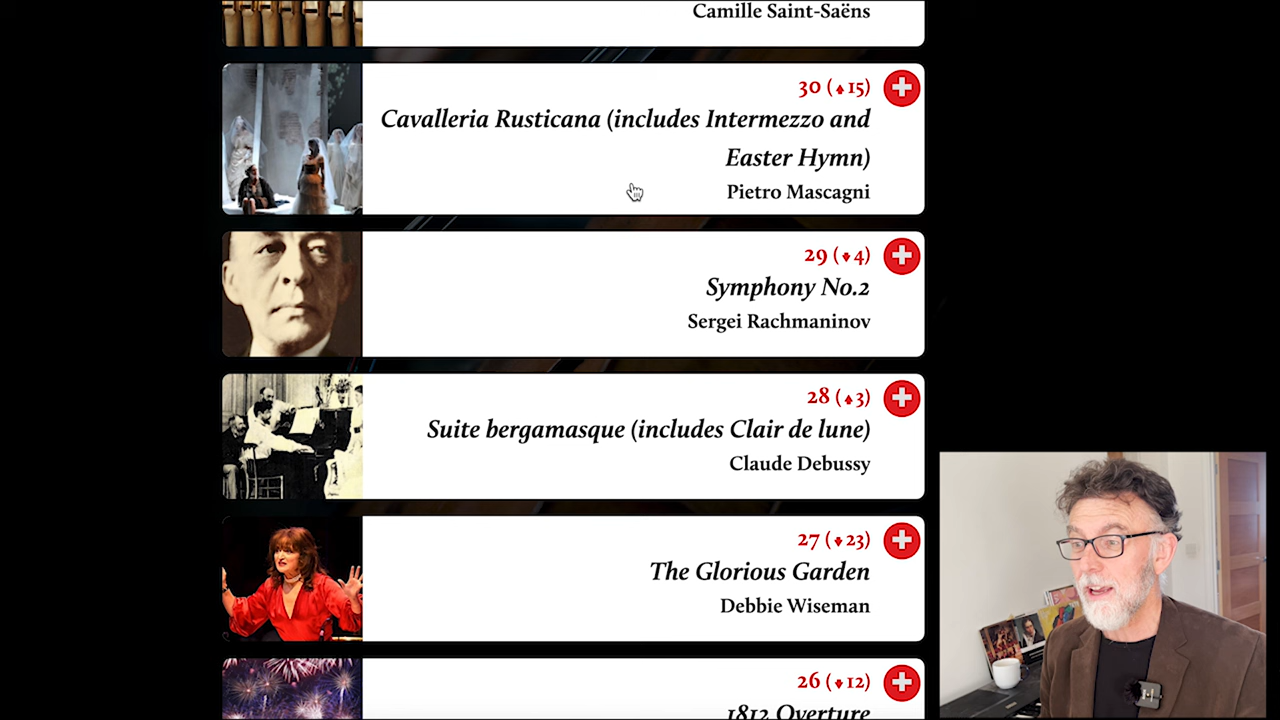 Camille Saint-Saëns
30 (▲15)
Cavalleria Rusticana (includes Intermezzo and
Easter Hymn)
Pietro Mascagni
29 (▼4)
Symphony No.2
Sergei Rachmaninov
28 (▲3)
Suite bergamasque (includes Clair de lune)
Claude Debussy
27 (▼23)
The Glorious Garden
Debbie Wiseman
26 (▼12)
1812 Overture